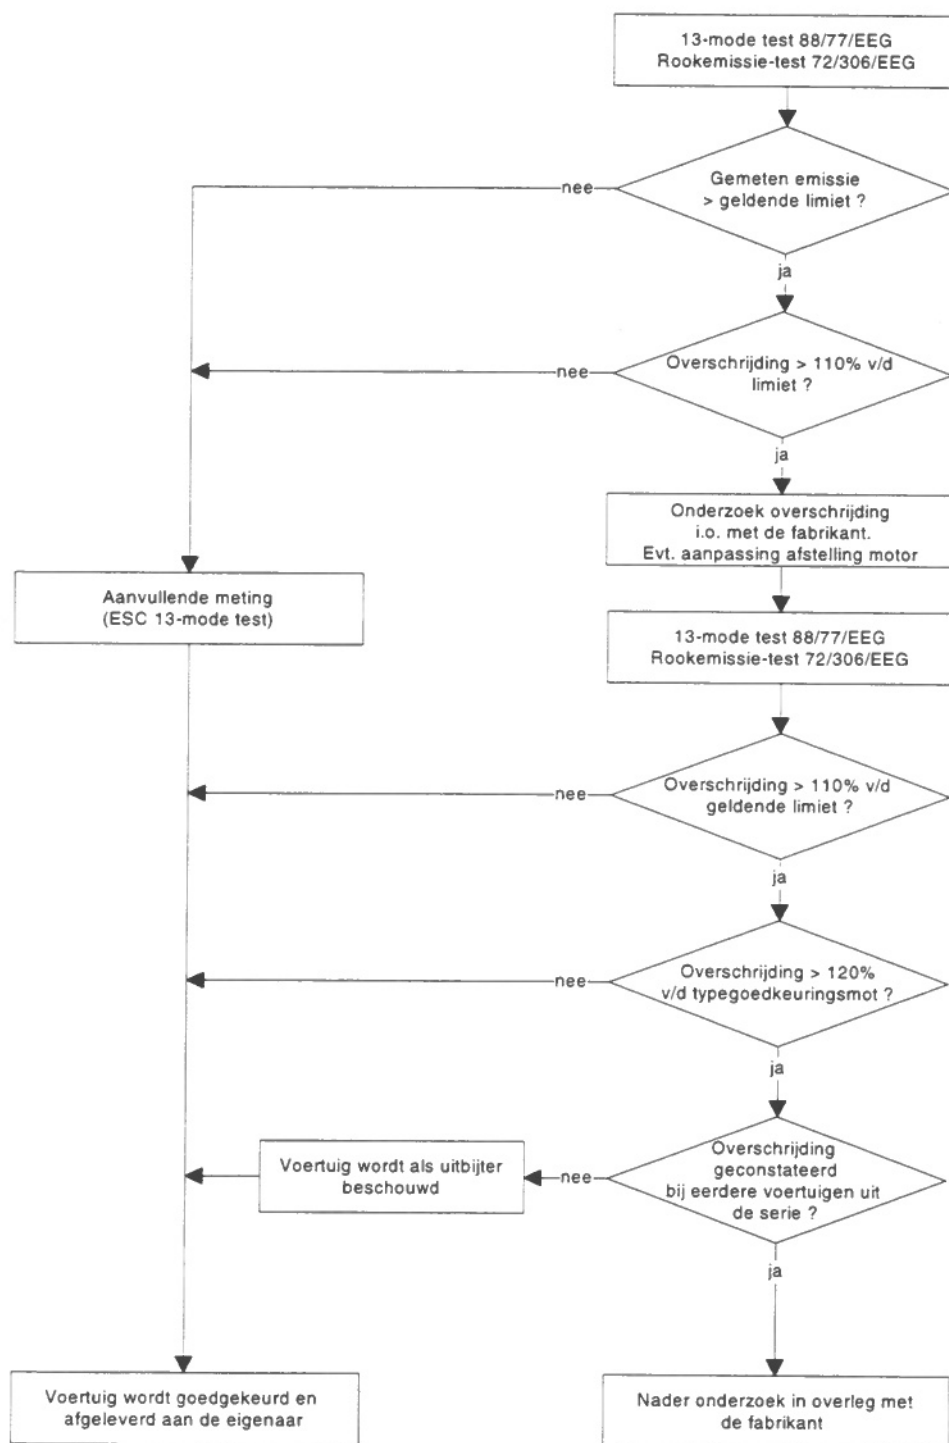 13-mode test 88/77/EEG
Rookemissie-test 72/306/EEG
nee
Gemeten emissie
> geldende limiet ?
ja
nee
Overschrijding > 110% v/d
limiet ?
ja
Onderzoek overschrijding
i.o. met de fabrikant.
Evt. aanpassing afstelling motor
Aanvullende meting
(ESC 13-mode test)
13-mode test 88/77/EEG
Rookemissie-test 72/306/EEG
nee
Overschrijding > 110% v/d
geldende limiet ?
ja
nee
Overschrijding > 120%
v/d typegoedkeuringsmot ?
ja
Voertuig wordt als uitbijter
beschouwd
nee
Overschrijding
geconstateerd
bij eerdere voertuigen uit
de serie ?
ja
Voertuig wordt goedgekeurd en
afgeleverd aan de eigenaar
Nader onderzoek in overleg met
de fabrikant